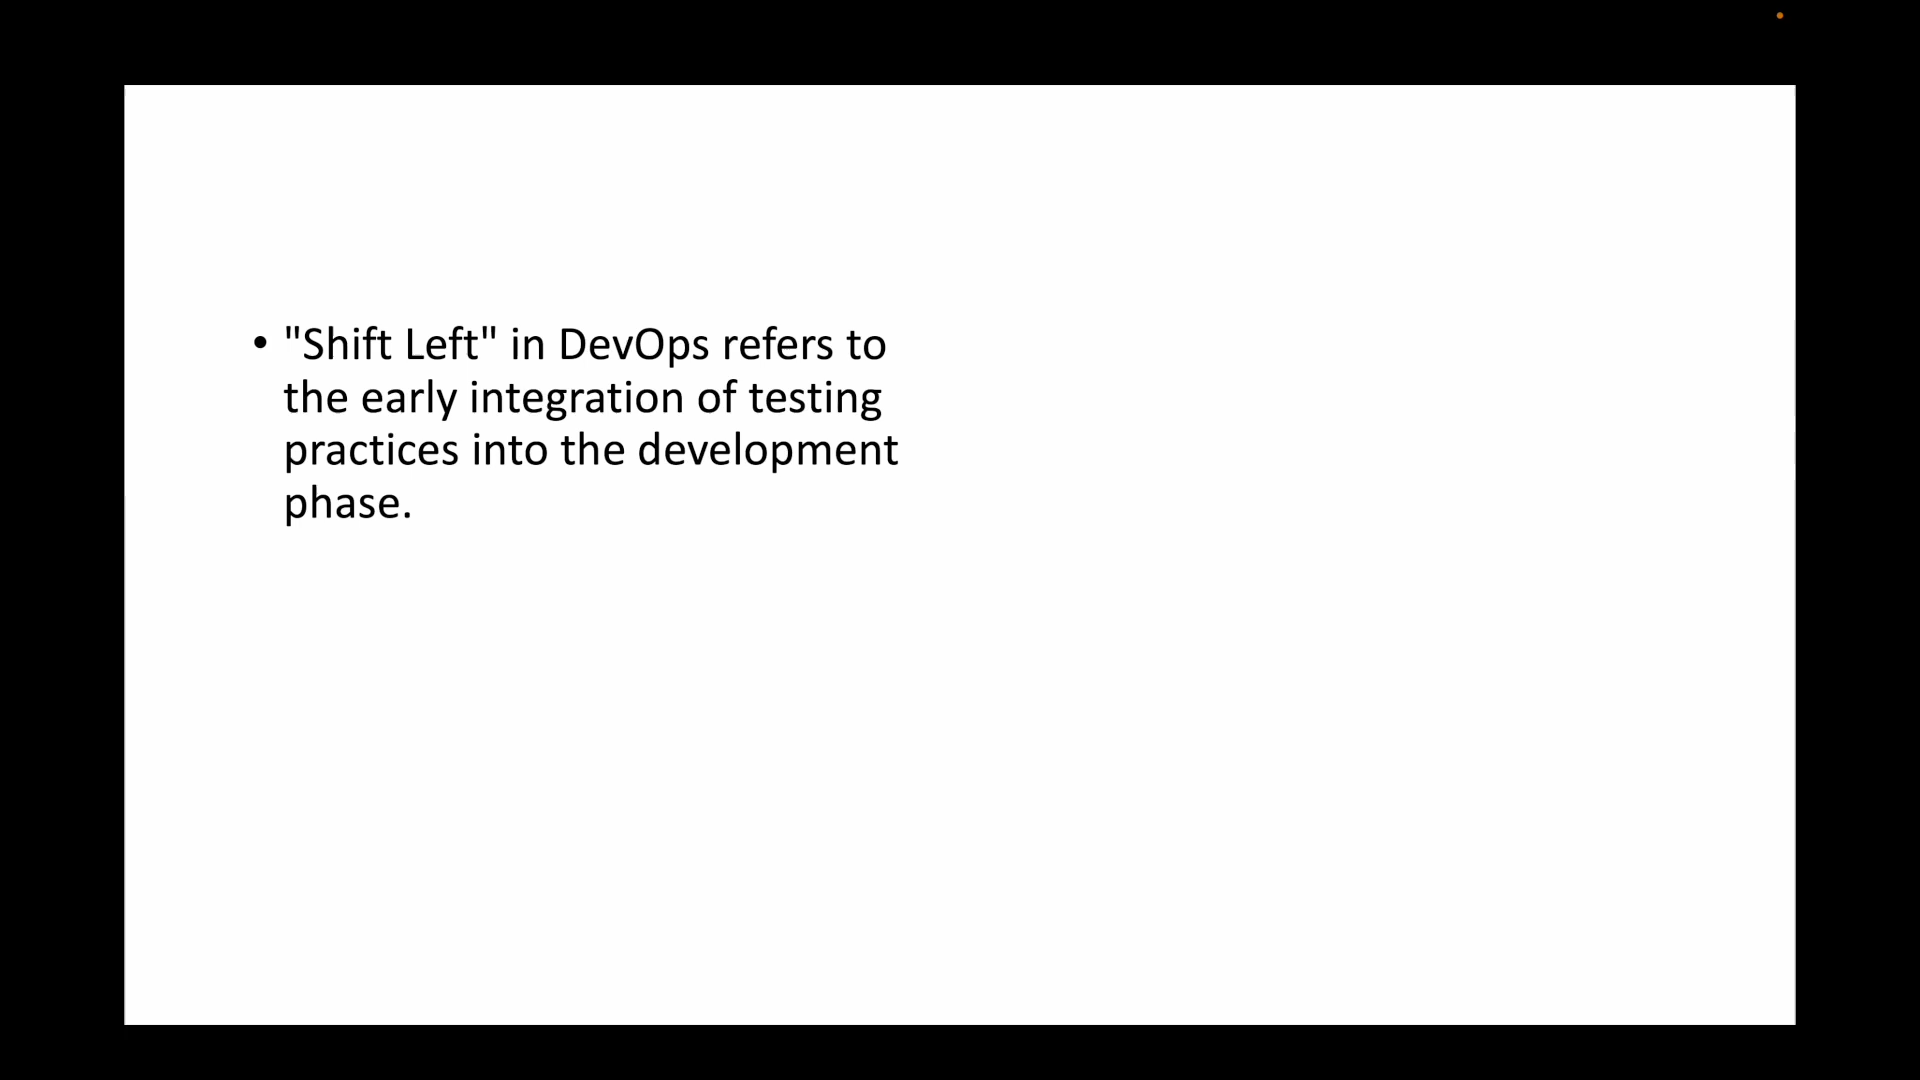 • "Shift Left" in DevOps refers to
the early integration of testing
practices into the development
phase.